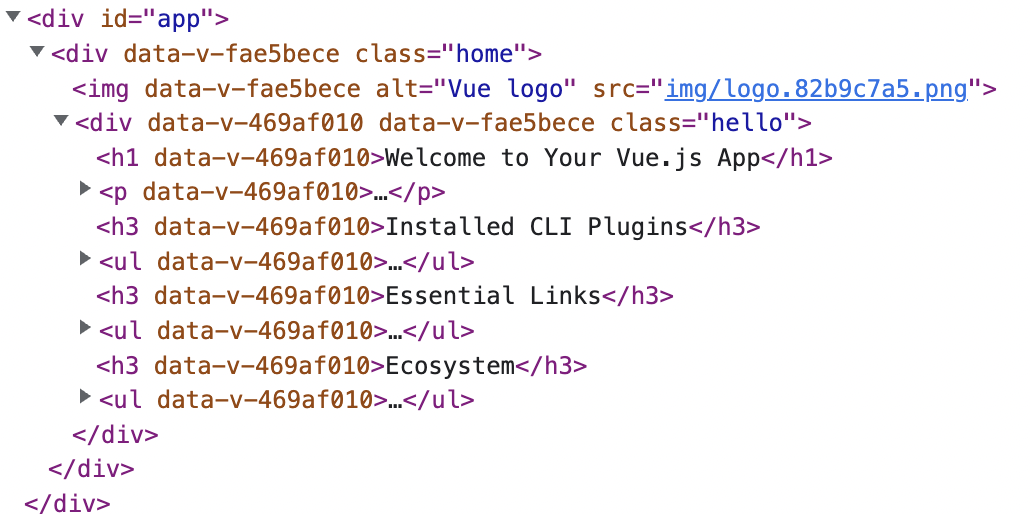 ▼<div id="app">
▼<div data-v-fae5bece class="home">
<img data-v-fae5bece alt="Vue logo" src="img/logo.82b9c7a5.png">
▼<div data-v-469af010 data-v-fae5bece class="hello">
<h1 data-v-469af010>Welcome to Your Vue.js App</h1>
▶<p data-v-469af010>…</p>
<h3 data-v-469af010>Installed CLI Plugins</h3>
▶<ul data-v-469af010>…</ul>
<h3 data-v-469af010>Essential Links</h3>
▶<ul data-v-469af010>…</ul>
<h3 data-v-469af010>Ecosystem</h3>
▶<ul data-v-469af010>…</ul>
</div>
</div>
</div>